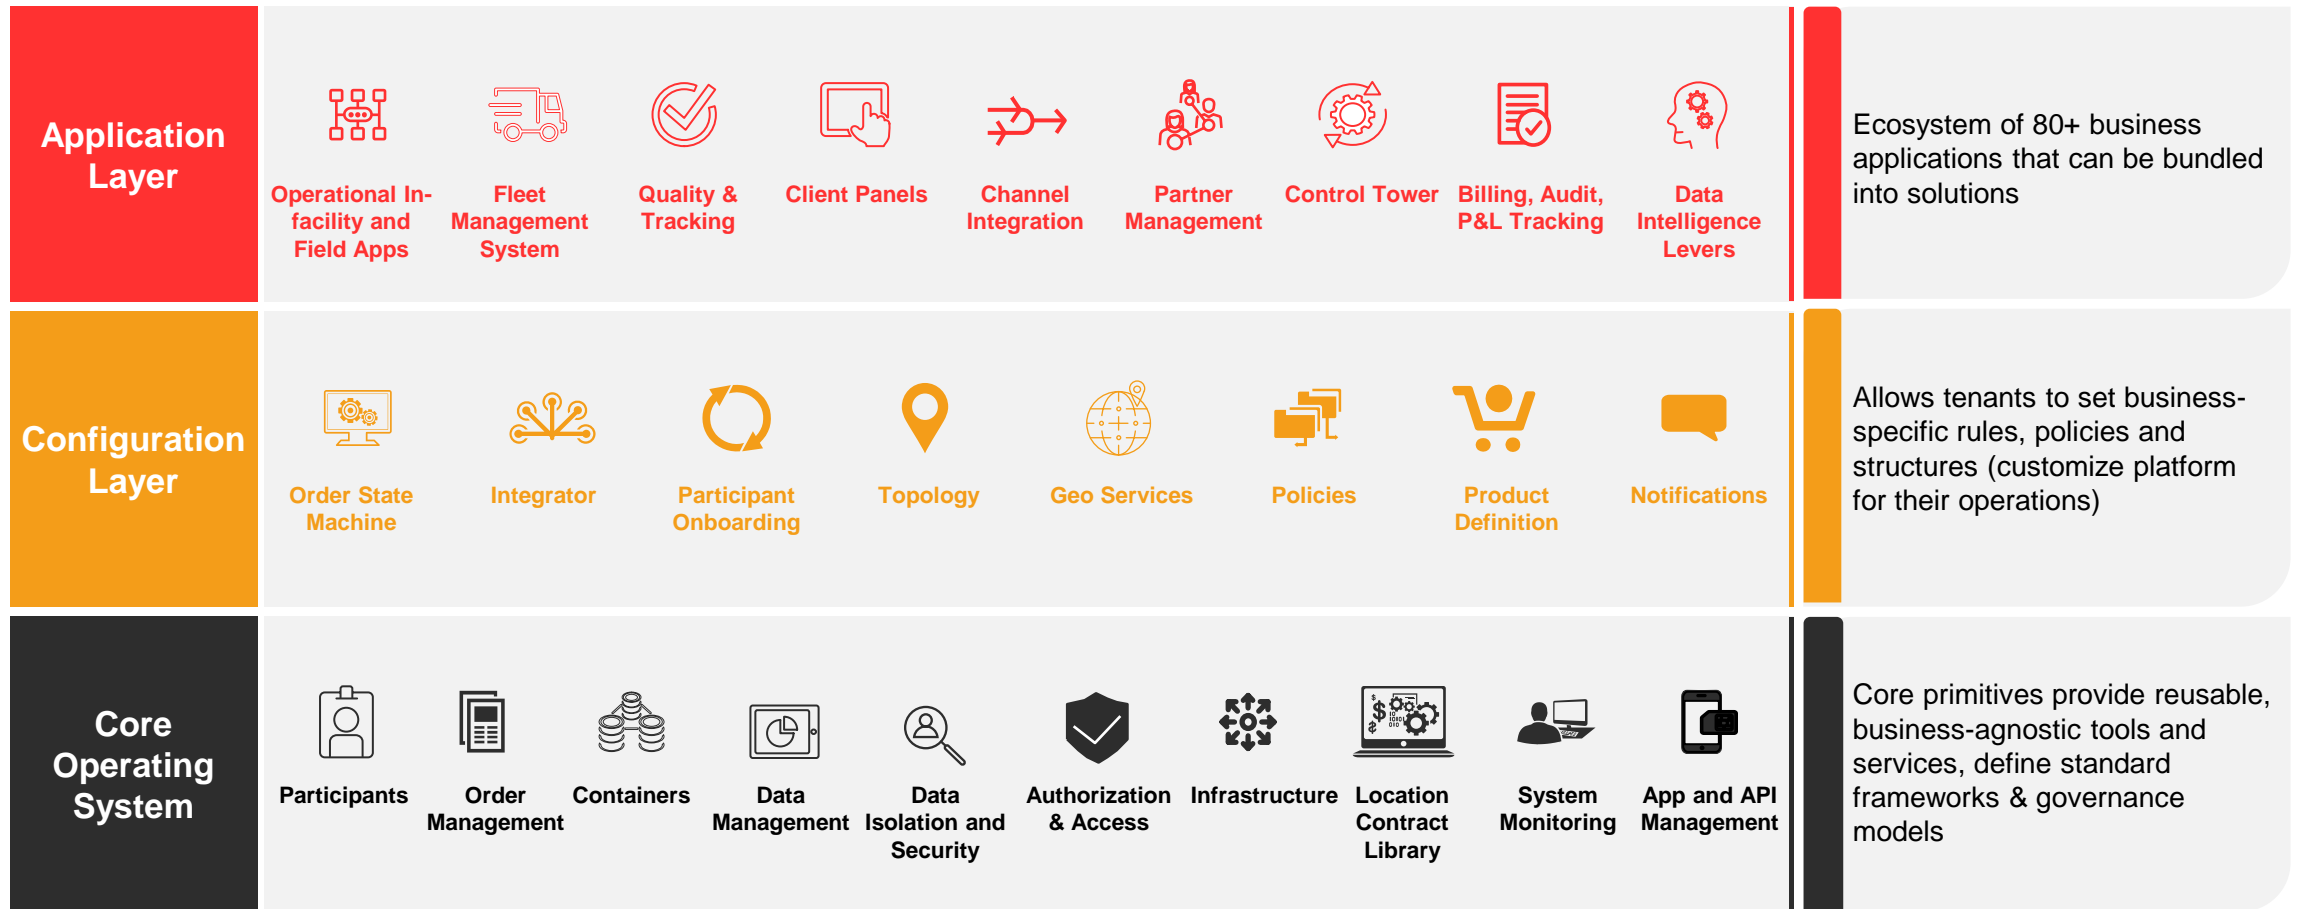 Application
Layer
Operational In-
facility and
Field Apps
Fleet
Management
System
Quality &
Tracking
Client Panels
Channel
Integration
Partner
Management
Control Tower
Billing, Audit,
P&L Tracking
Data
Intelligence
Levers
Ecosystem of 80+ business
applications that can be bundled
into solutions
Configuration
Layer
Order State
Machine
Integrator
Participant
Onboarding
Topology
Geo Services
Policies
Product
Definition
Notifications
Allows tenants to set business-
specific rules, policies and
structures (customize platform
for their operations)
Core
Operating
System
Participants
Order
Management
Containers
Data
Management
Data
Isolation and
Security
Authorization
& Access
Infrastructure
Location
Contract
Library
System
Monitoring
App and API
Management
Core primitives provide reusable,
business-agnostic tools and
services, define standard
frameworks & governance
models